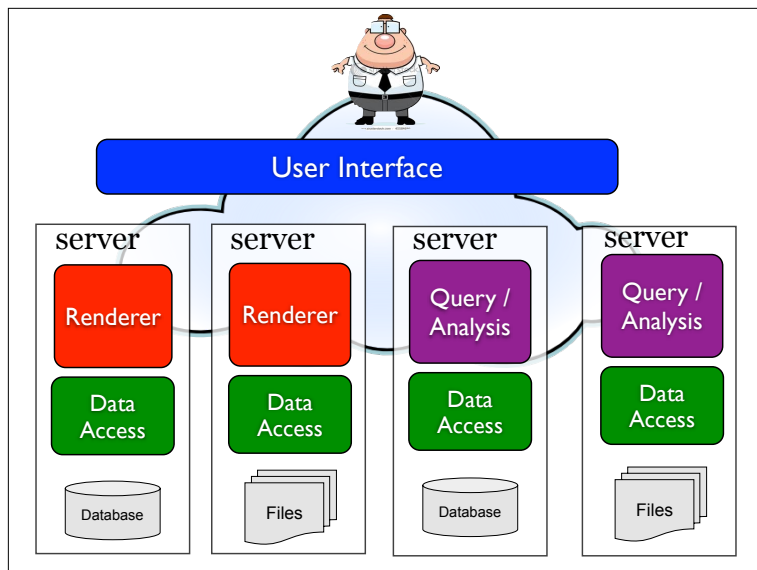 User Interface
server
Renderer
Data
Access
Database
server
Renderer
Data
Access
Files
server
Query /
Analysis
Data
Access
Database
server
Query /
Analysis
Data
Access
Files